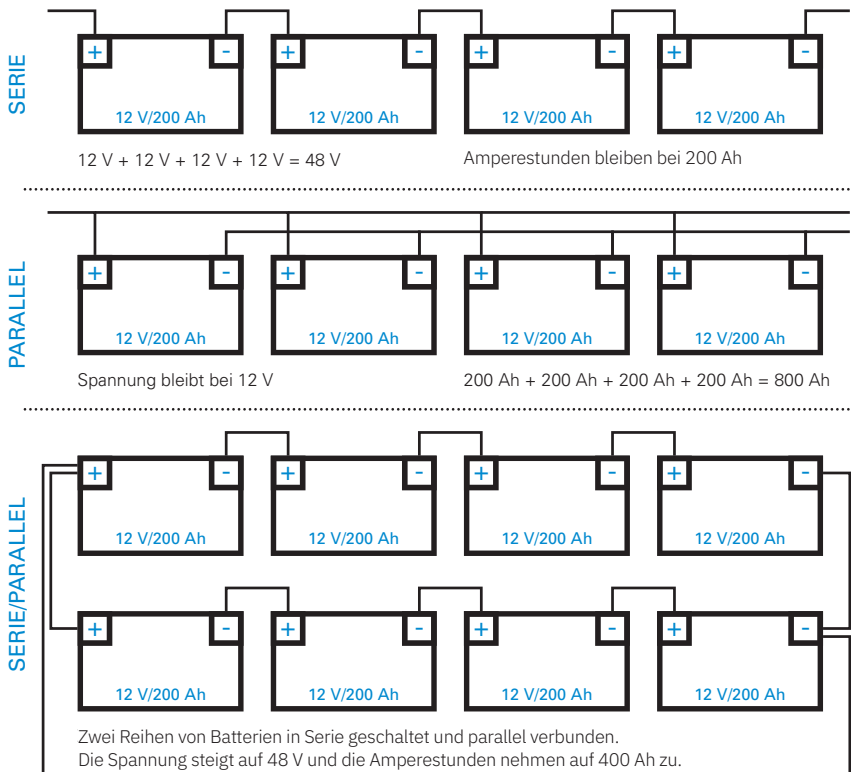 SERIE
+ - + - + - + -
12 V/200 Ah 12 V/200 Ah 12 V/200 Ah 12 V/200 Ah
12 V + 12 V + 12 V + 12 V = 48 V Amperestunden bleiben bei 200 Ah
PARALLEL
+ - + - + - + -
12 V/200 Ah 12 V/200 Ah 12 V/200 Ah 12 V/200 Ah
Spannung bleibt bei 12 V 200 Ah + 200 Ah + 200 Ah + 200 Ah = 800 Ah
SERIE/PARALLEL
+ - + - + - + -
12 V/200 Ah 12 V/200 Ah 12 V/200 Ah 12 V/200 Ah
+ - + - + - + -
12 V/200 Ah 12 V/200 Ah 12 V/200 Ah 12 V/200 Ah
Zwei Reihen von Batterien in Serie geschaltet und parallel verbunden.
Die Spannung steigt auf 48 V und die Amperestunden nehmen auf 400 Ah zu.